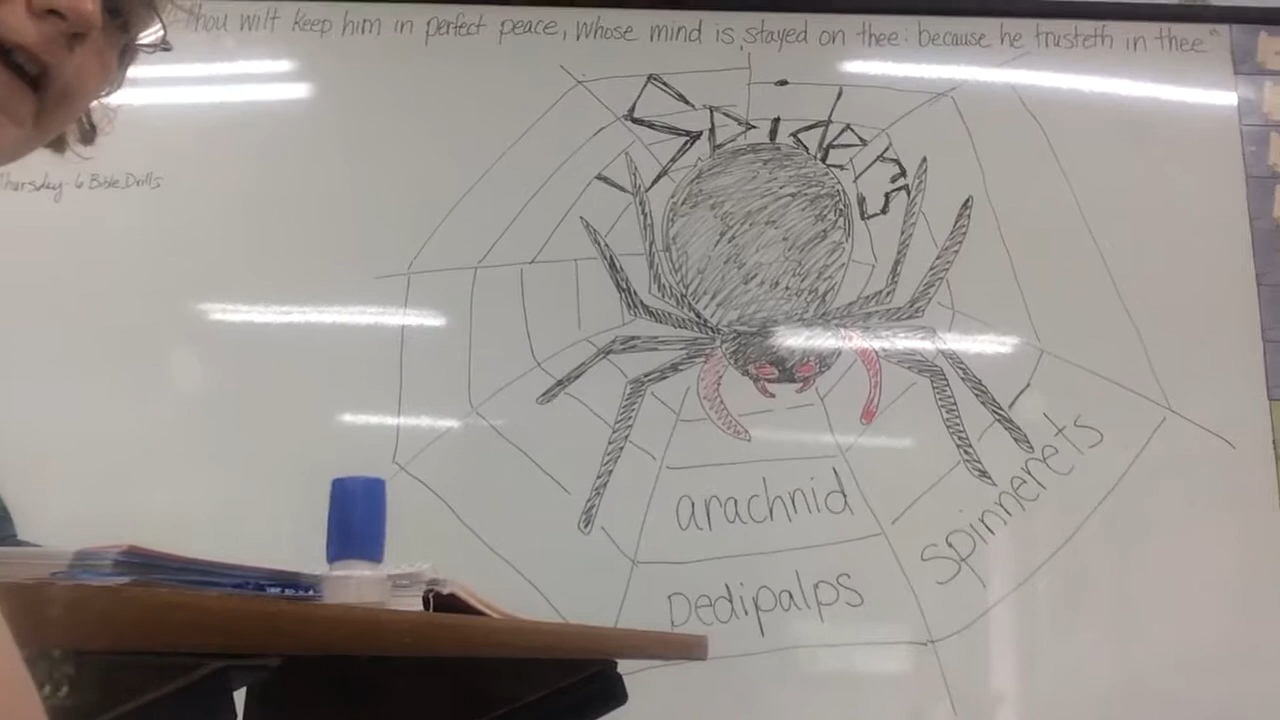 Thou wilt keep him in perfect peace, whose mind is stayed on thee: because he trusteth in thee"
Thursday-6 Bible Drills
SPIDERS
arachnid
Pedipalps
spinnerets